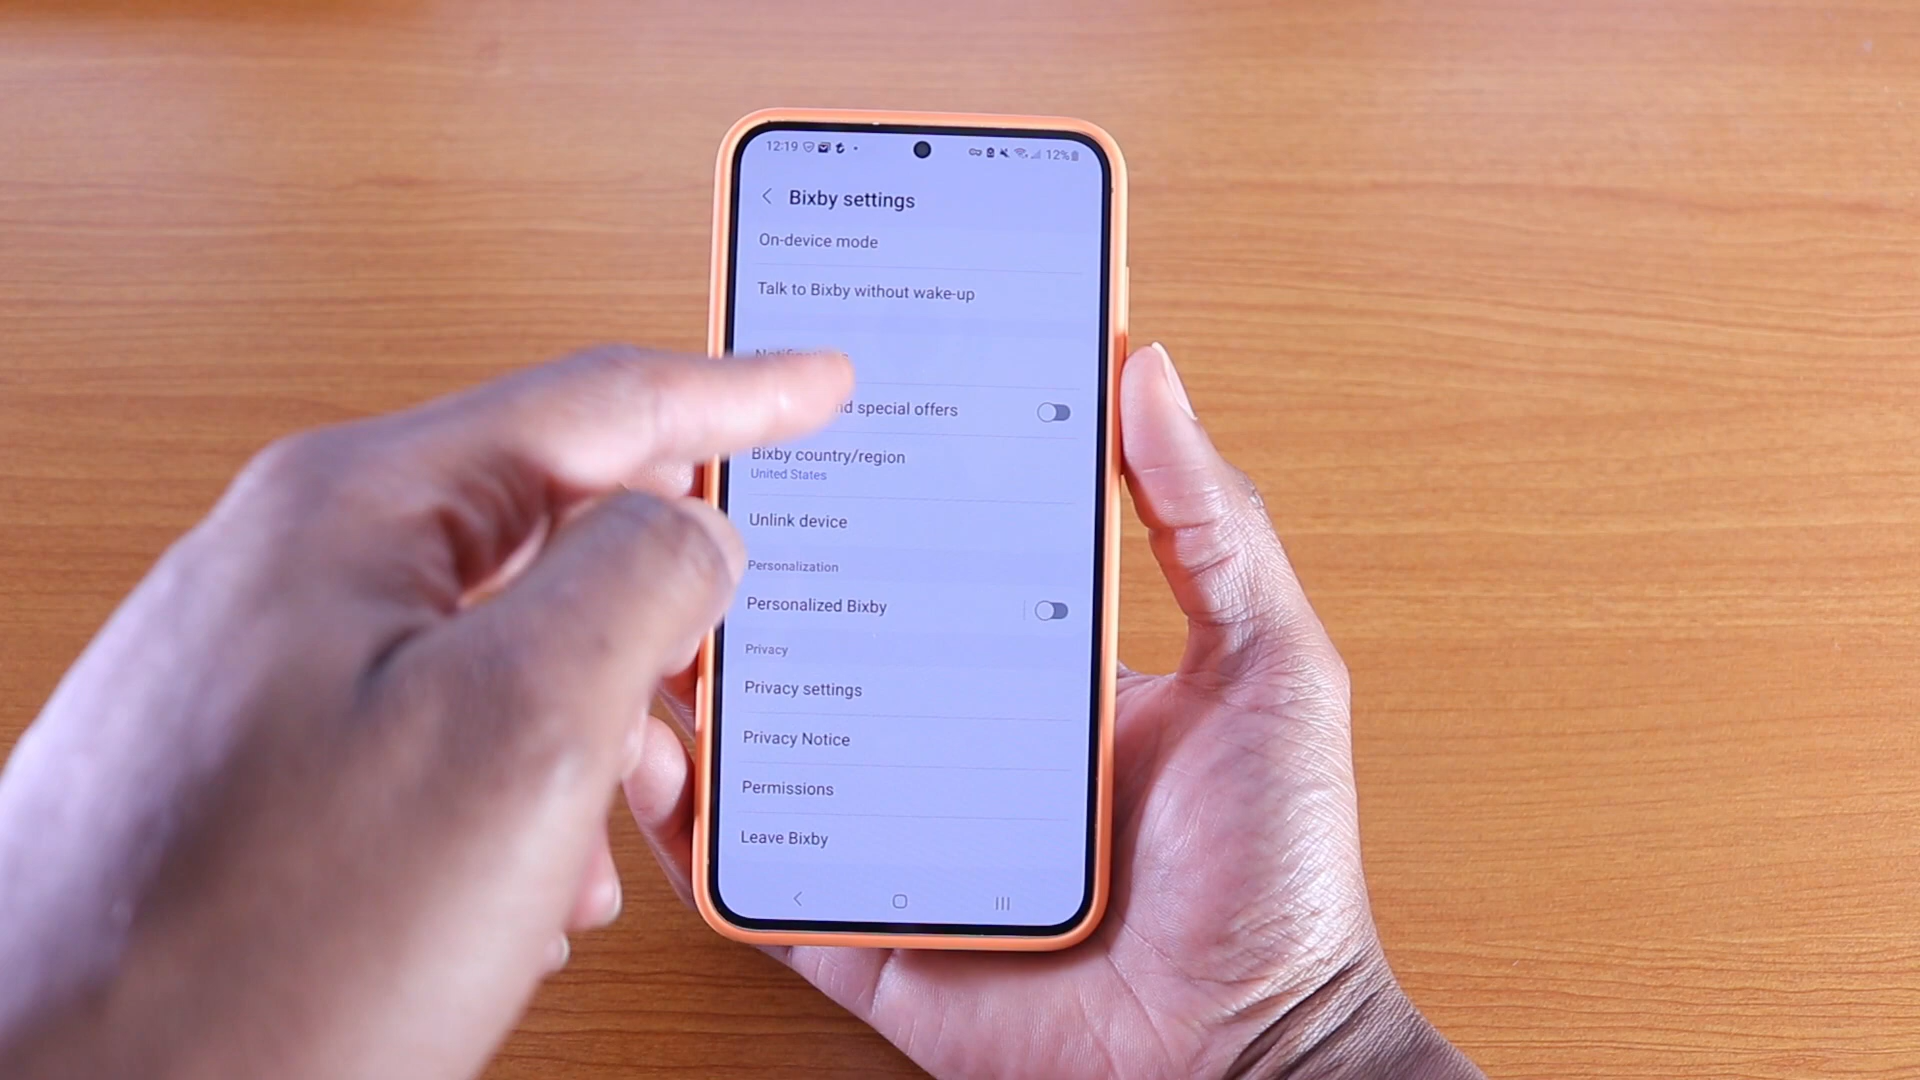 12:19
12%
Bixby settings
On-device mode
Talk to Bixby without wake-up
Notifications
special offers
Bixby country/region
United States
Unlink device
Personalization
Personalized Bixby
Privacy
Privacy settings
Privacy Notice
Permissions
Leave Bixby